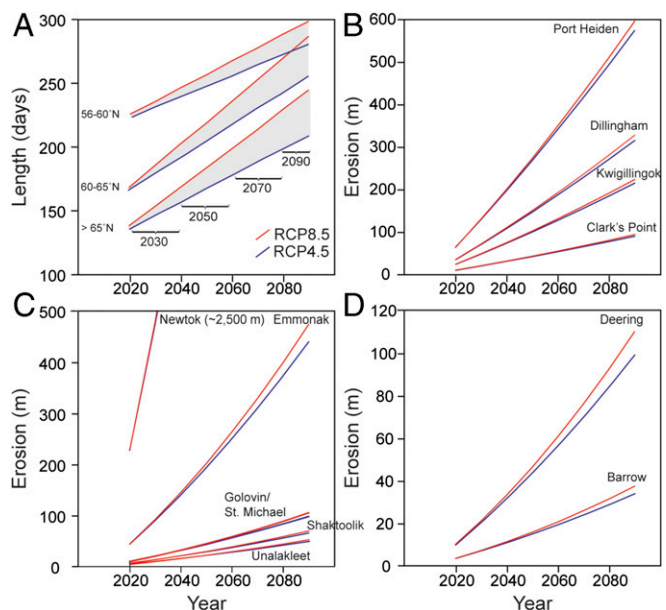 A
300
250
200
150
100
Length (days)
56-60°N
60-65°N
> 65°N
2030
2050
2070
2090
RCP8.5
RCP4.5
2020 2040 2060 2080
B
600
500
400
300
200
100
0
Erosion (m)
Port Heiden
Dillingham
Kwigillingok
Clark's Point
2020 2040 2060 2080
C
500
400
300
200
100
0
Erosion (m)
Newtok (~2,500 m) Emmonak
Golovin/
St. Michael
Shaktoolik
Unalakleet
2020 2040 2060 2080
Year
D
120
100
80
60
40
20
0
Erosion (m)
Deering
Barrow
2020 2040 2060 2080
Year